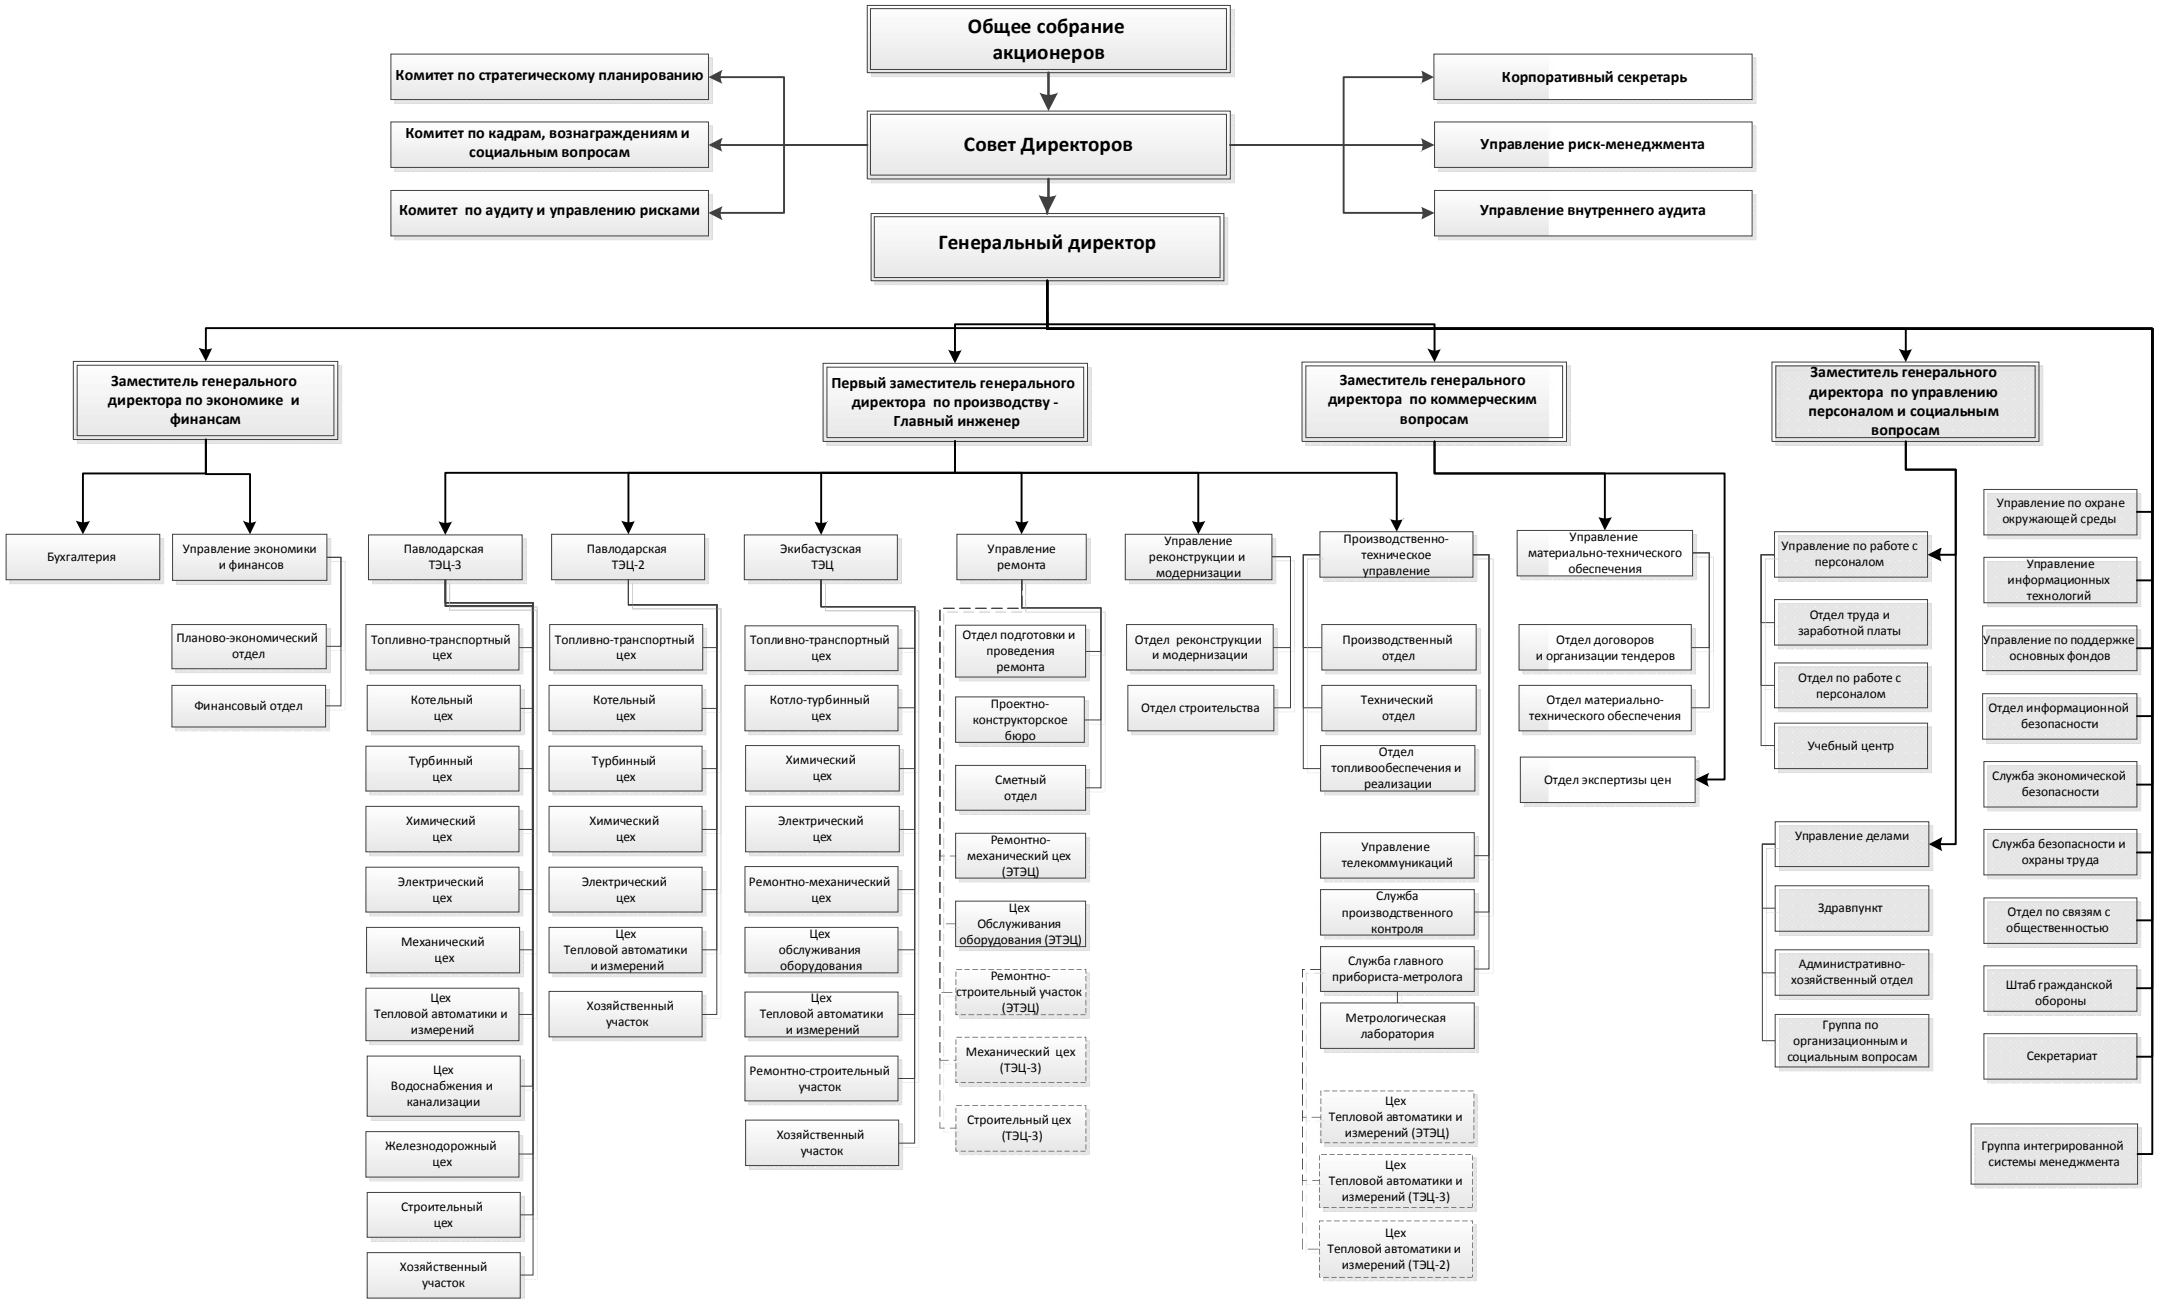 Общее собрание
акционеров
Комитет по стратегическому планированию
Корпоративный секретарь
Комитет по кадрам, вознаграждениям и
социальным вопросам
Совет Директоров
Управление риск-менеджмента
Комитет по аудиту и управлению рисками
Управление внутреннего аудита
Генеральный директор
Заместитель генерального
директора по экономике и
финансам
Первый заместитель генерального
директора по производству -
Главный инженер
Заместитель генерального
директора по коммерческим
вопросам
Заместитель генерального
директора по управлению
персоналом и социальным
вопросам
Бухгалтерия
Управление экономики
и финансов
Планово-экономический
отдел
Финансовый отдел
Павлодарская
ТЭЦ-3
Топливно-транспортный
цех
Котельный
цех
Турбинный
цех
Химический
цех
Электрический
цех
Механический
цех
Цех
Тепловой автоматики и
измерений
Цех
Водоснабжения и
канализации
Железнодорожный
цех
Строительный
цех
Хозяйственный
участок
Павлодарская
ТЭЦ-2
Топливно-транспортный
цех
Котельный
цех
Турбинный
цех
Химический
цех
Электрический
цех
Цех
Тепловой автоматики
и измерений
Хозяйственный
участок
Экибастузская
ТЭЦ
Топливно-транспортный
цех
Котло-турбинный
цех
Химический
цех
Электрический
цех
Ремонтно-механический
цех
Цех
обслуживания
оборудования
Цех
Тепловой автоматики
и измерений
Ремонтно-строительный
участок
Хозяйственный
участок
Управление
ремонта
Отдел подготовки и
проведения
ремонта
Проектно-
конструкторское
бюро
Сметный
отдел
Ремонтно-
механический цех
(ЭТЭЦ)
Цех
Обслуживания
оборудования (ЭТЭЦ)
Ремонтно-
строительный участок
(ЭТЭЦ)
Механический цех
(ТЭЦ-3)
Строительный цех
(ТЭЦ-3)
Управление
реконструкции и
модернизации
Отдел реконструкции
и модернизации
Отдел строительства
Производственно-
техническое
управление
Производственный
отдел
Технический
отдел
Отдел
топливообеспечения и
реализации
Управление
телекоммуникаций
Служба
производственного
контроля
Служба главного
прибориста-метролога
Метрологическая
лаборатория
Цех
Тепловой автоматики и
измерений (ЭТЭЦ)
Цех
Тепловой автоматики и
измерений (ТЭЦ-3)
Цех
Тепловой автоматики и
измерений (ТЭЦ-2)
Управление
материально-технического
обеспечения
Отдел договоров
и организации тендеров
Отдел материально-
технического обеспечения
Отдел экспертизы цен
Управление по работе с
персоналом
Отдел труда и
заработной платы
Отдел по работе с
персоналом
Учебный центр
Управление делами
Здравпункт
Административно-
хозяйственный отдел
Группа по
организационным и
социальным вопросам
Управление по охране
окружающей среды
Управление
информационных
технологий
Управление по поддержке
основных фондов
Отдел информационной
безопасности
Служба экономической
безопасности
Служба безопасности и
охраны труда
Отдел по связям с
общественностью
Штаб гражданской
обороны
Секретариат
Группа интегрированной
системы менеджмента